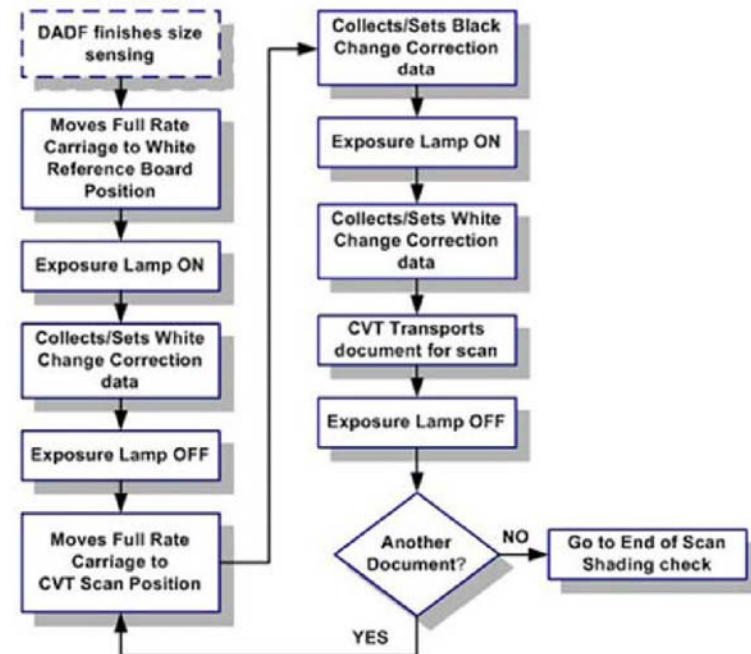 DADF finishes size
sensing
Moves Full Rate
Carriage to White
Reference Board
Position
Exposure Lamp ON
Collects/Sets White
Change Correction
data
Exposure Lamp OFF
Moves Full Rate
Carriage to
CVT Scan Position
Collects/Sets Black
Change Correction
data
Exposure Lamp ON
Collects/Sets White
Change Correction
data
CVT Transports
document for scan
Exposure Lamp OFF
Another
Document?
NO
Go to End of Scan
Shading check
YES